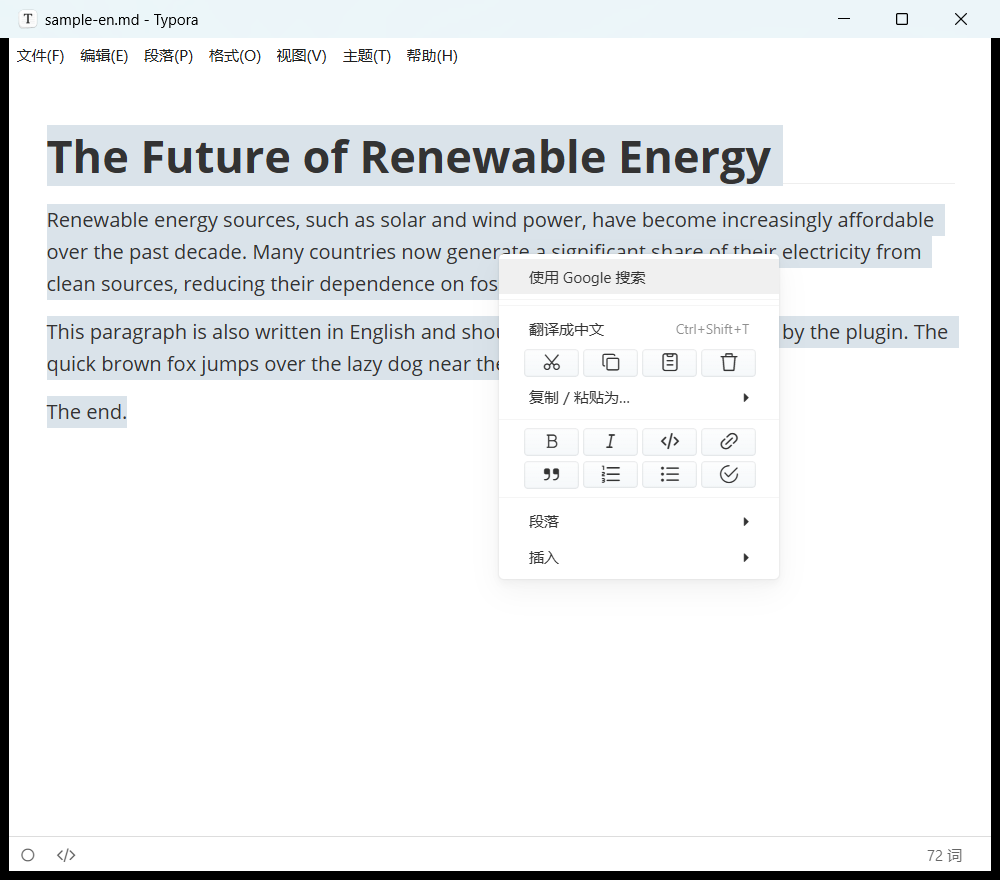 T sample-en.md - Typora
文件(F) 编辑(E) 段落(P) 格式(O) 视图(V) 主题(T) 帮助(H)
The Future of Renewable Energy
Renewable energy sources, such as solar and wind power, have become increasingly affordable
over the past decade. Many countries now generate a significant share of their electricity from
clean sources, reducing their dependence on fos
This paragraph is also written in English and shou by the plugin. The
quick brown fox jumps over the lazy dog near the
The end.
使用 Google 搜索
翻译成中文 Ctrl+Shift+T
复制 / 粘贴为...
B I </>
段落
插入
</> 72 词